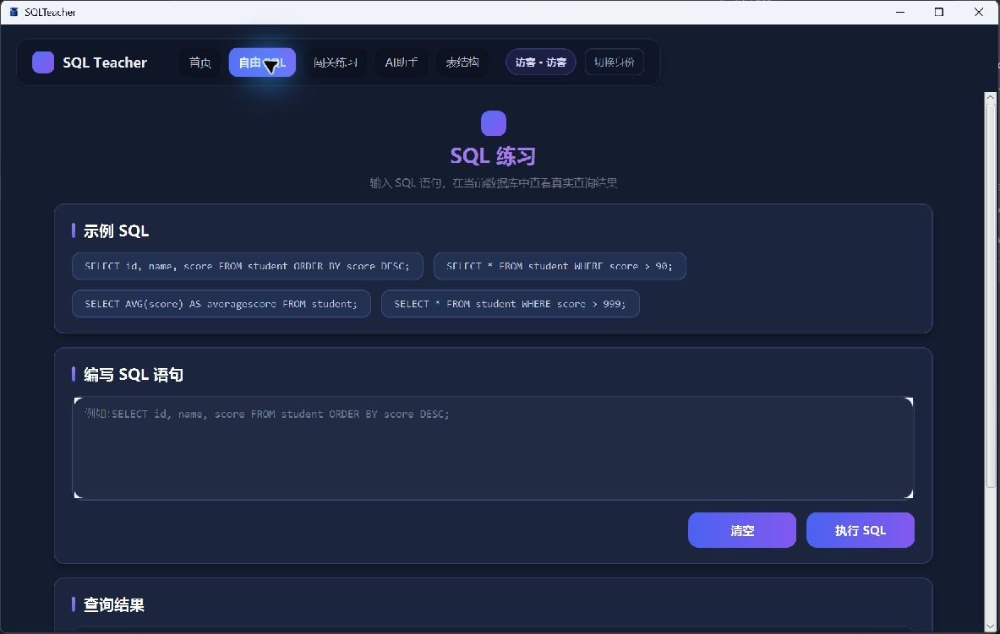 SQLTeacher
SQL Teacher 首页 自由 SQL 闯关练习 AI助手 表结构 访客 - 访客 切换身份
SQL 练习
输入 SQL 语句，在当前数据库中查看真实查询结果
示例 SQL
SELECT id, name, score FROM student ORDER BY score DESC; SELECT * FROM student WHERE score > 90;
SELECT AVG(score) AS averagescore FROM student; SELECT * FROM student WHERE score > 999;
编写 SQL 语句
例如:SELECT id, name, score FROM student ORDER BY score DESC;
清空 执行 SQL
查询结果